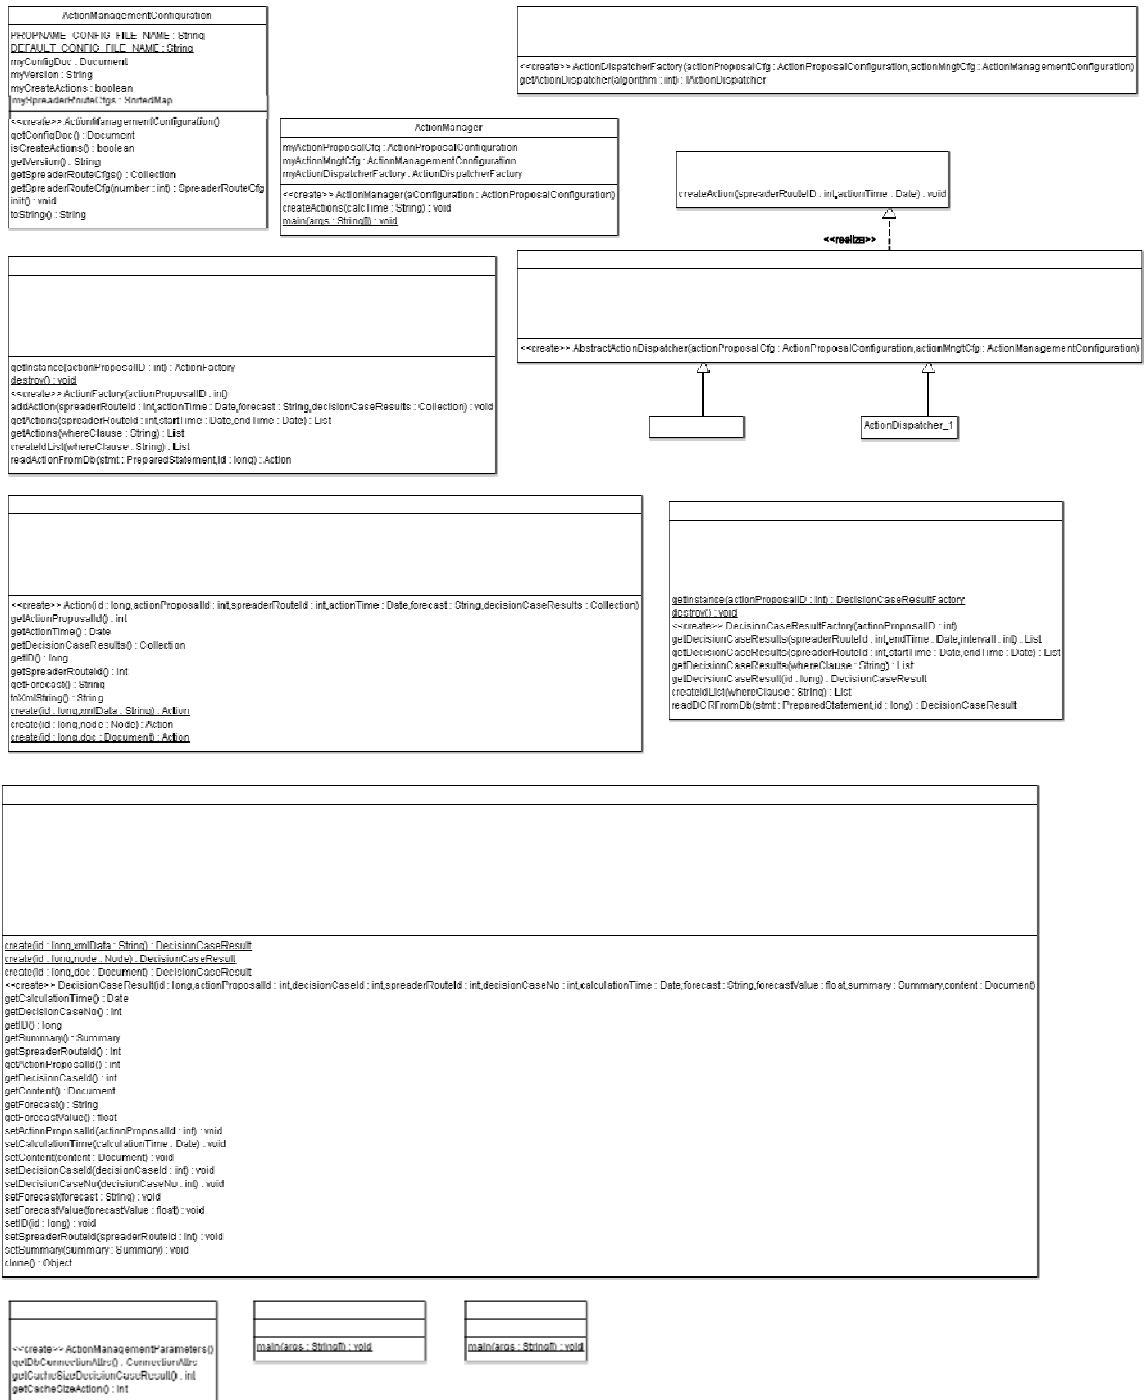 ActionManagementConfiguration
PROPNAME_CONFIG_FILE_NAME : String
DEFAULT_CONFIG_FILE_NAME : String
myConfigDoc : Document
myVersion : String
myCreateActions : boolean
mySpreaderRouteCfgs : SortedMap
<<create>> ActionManagementConfiguration()
getConfigDoc() : Document
isCreateActions() : boolean
getVersion() : String
getSpreaderRouteCfgs() : Collection
getSpreaderRouteCfg(number : int) : SpreaderRouteCfg
init() : void
toString() : String
<<create>> ActionDispatcherFactory(actionProposalCfg : ActionProposalConfiguration,actionMngtCfg : ActionManagementConfiguration)
getActionDispatcher(algorithm : int) : IActionDispatcher
ActionManager
myActionProposalCfg : ActionProposalConfiguration
myActionMngtCfg : ActionManagementConfiguration
myActionDispatcherFactory : ActionDispatcherFactory
<<create>> ActionManager(aConfiguration : ActionProposalConfiguration)
createActions(calcTime : String) : void
main(args : String[]) : void
createAction(spreaderRouteID : int,actionTime : Date) : void
<<realize>>
<<create>> AbstractActionDispatcher(actionProposalCfg : ActionProposalConfiguration,actionMngtCfg : ActionManagementConfiguration)
ActionDispatcher_1
getInstance(actionProposalID : int) : ActionFactory
destroy() : void
<<create>> ActionFactory(actionProposalID : int)
addAction(spreaderRouteId : int,actionTime : Date,forecast : String,decisionCaseResults : Collection) : void
getActions(spreaderRouteId : int,startTime : Date,endTime : Date) : List
getActions(whereClause : String) : List
createIdList(whereClause : String) : List
readActionFromDb(stmt : PreparedStatement,id : long) : Action
<<create>> Action(id : long,actionProposalId : int,spreaderRouteId : int,actionTime : Date,forecast : String,decisionCaseResults : Collection)
getActionProposalId() : int
getActionTime() : Date
getDecisionCaseResults() : Collection
getID() : long
getSpreaderRouteId() : int
getForecast() : String
toXmlString() : String
create(id : long,xmlData : String) : Action
create(id : long,node : Node) : Action
create(id : long,doc : Document) : Action
getInstance(actionProposalID : int) : DecisionCaseResultFactory
destroy() : void
<<create>> DecisionCaseResultFactory(actionProposalID : int)
getDecisionCaseResults(spreaderRouteId : int,endTime : Date,intervall : int) : List
getDecisionCaseResults(spreaderRouteId : int,startTime : Date,endTime : Date) : List
getDecisionCaseResults(whereClause : String) : List
getDecisionCaseResult(id : long) : DecisionCaseResult
createIdList(whereClause : String) : List
readDCRFromDb(stmt : PreparedStatement,id : long) : DecisionCaseResult
create(id : long,xmlData : String) : DecisionCaseResult
create(id : long,node : Node) : DecisionCaseResult
create(id : long,doc : Document) : DecisionCaseResult
<<create>> DecisionCaseResult(id : long,actionProposalId : int,decisionCaseId : int,spreaderRouteId : int,decisionCaseNo : int,calculationTime : Date,forecast : String,forecastValue : float,summary : Summary,content : Document)
getCalculationTime() : Date
getDecisionCaseNo() : int
getID() : long
getSummary() : Summary
getSpreaderRouteId() : int
getActionProposalId() : int
getDecisionCaseId() : int
getContent() : Document
getForecast() : String
getForecastValue() : float
setActionProposalId(actionProposalId : int) : void
setCalculationTime(calculationTime : Date) : void
setContent(content : Document) : void
setDecisionCaseId(decisionCaseId : int) : void
setDecisionCaseNo(decisionCaseNo : int) : void
setForecast(forecast : String) : void
setForecastValue(forecastValue : float) : void
setID(id : long) : void
setSpreaderRouteId(spreaderRouteId : int) : void
setSummary(summary : Summary) : void
clone() : Object
<<create>> ActionManagementParameters()
getDbConnectionAttrs() : ConnectionAttrs
getCacheSizeDecisionCaseResult() : int
getCacheSizeAction() : int
main(args : String[]) : void
main(args : String[]) : void